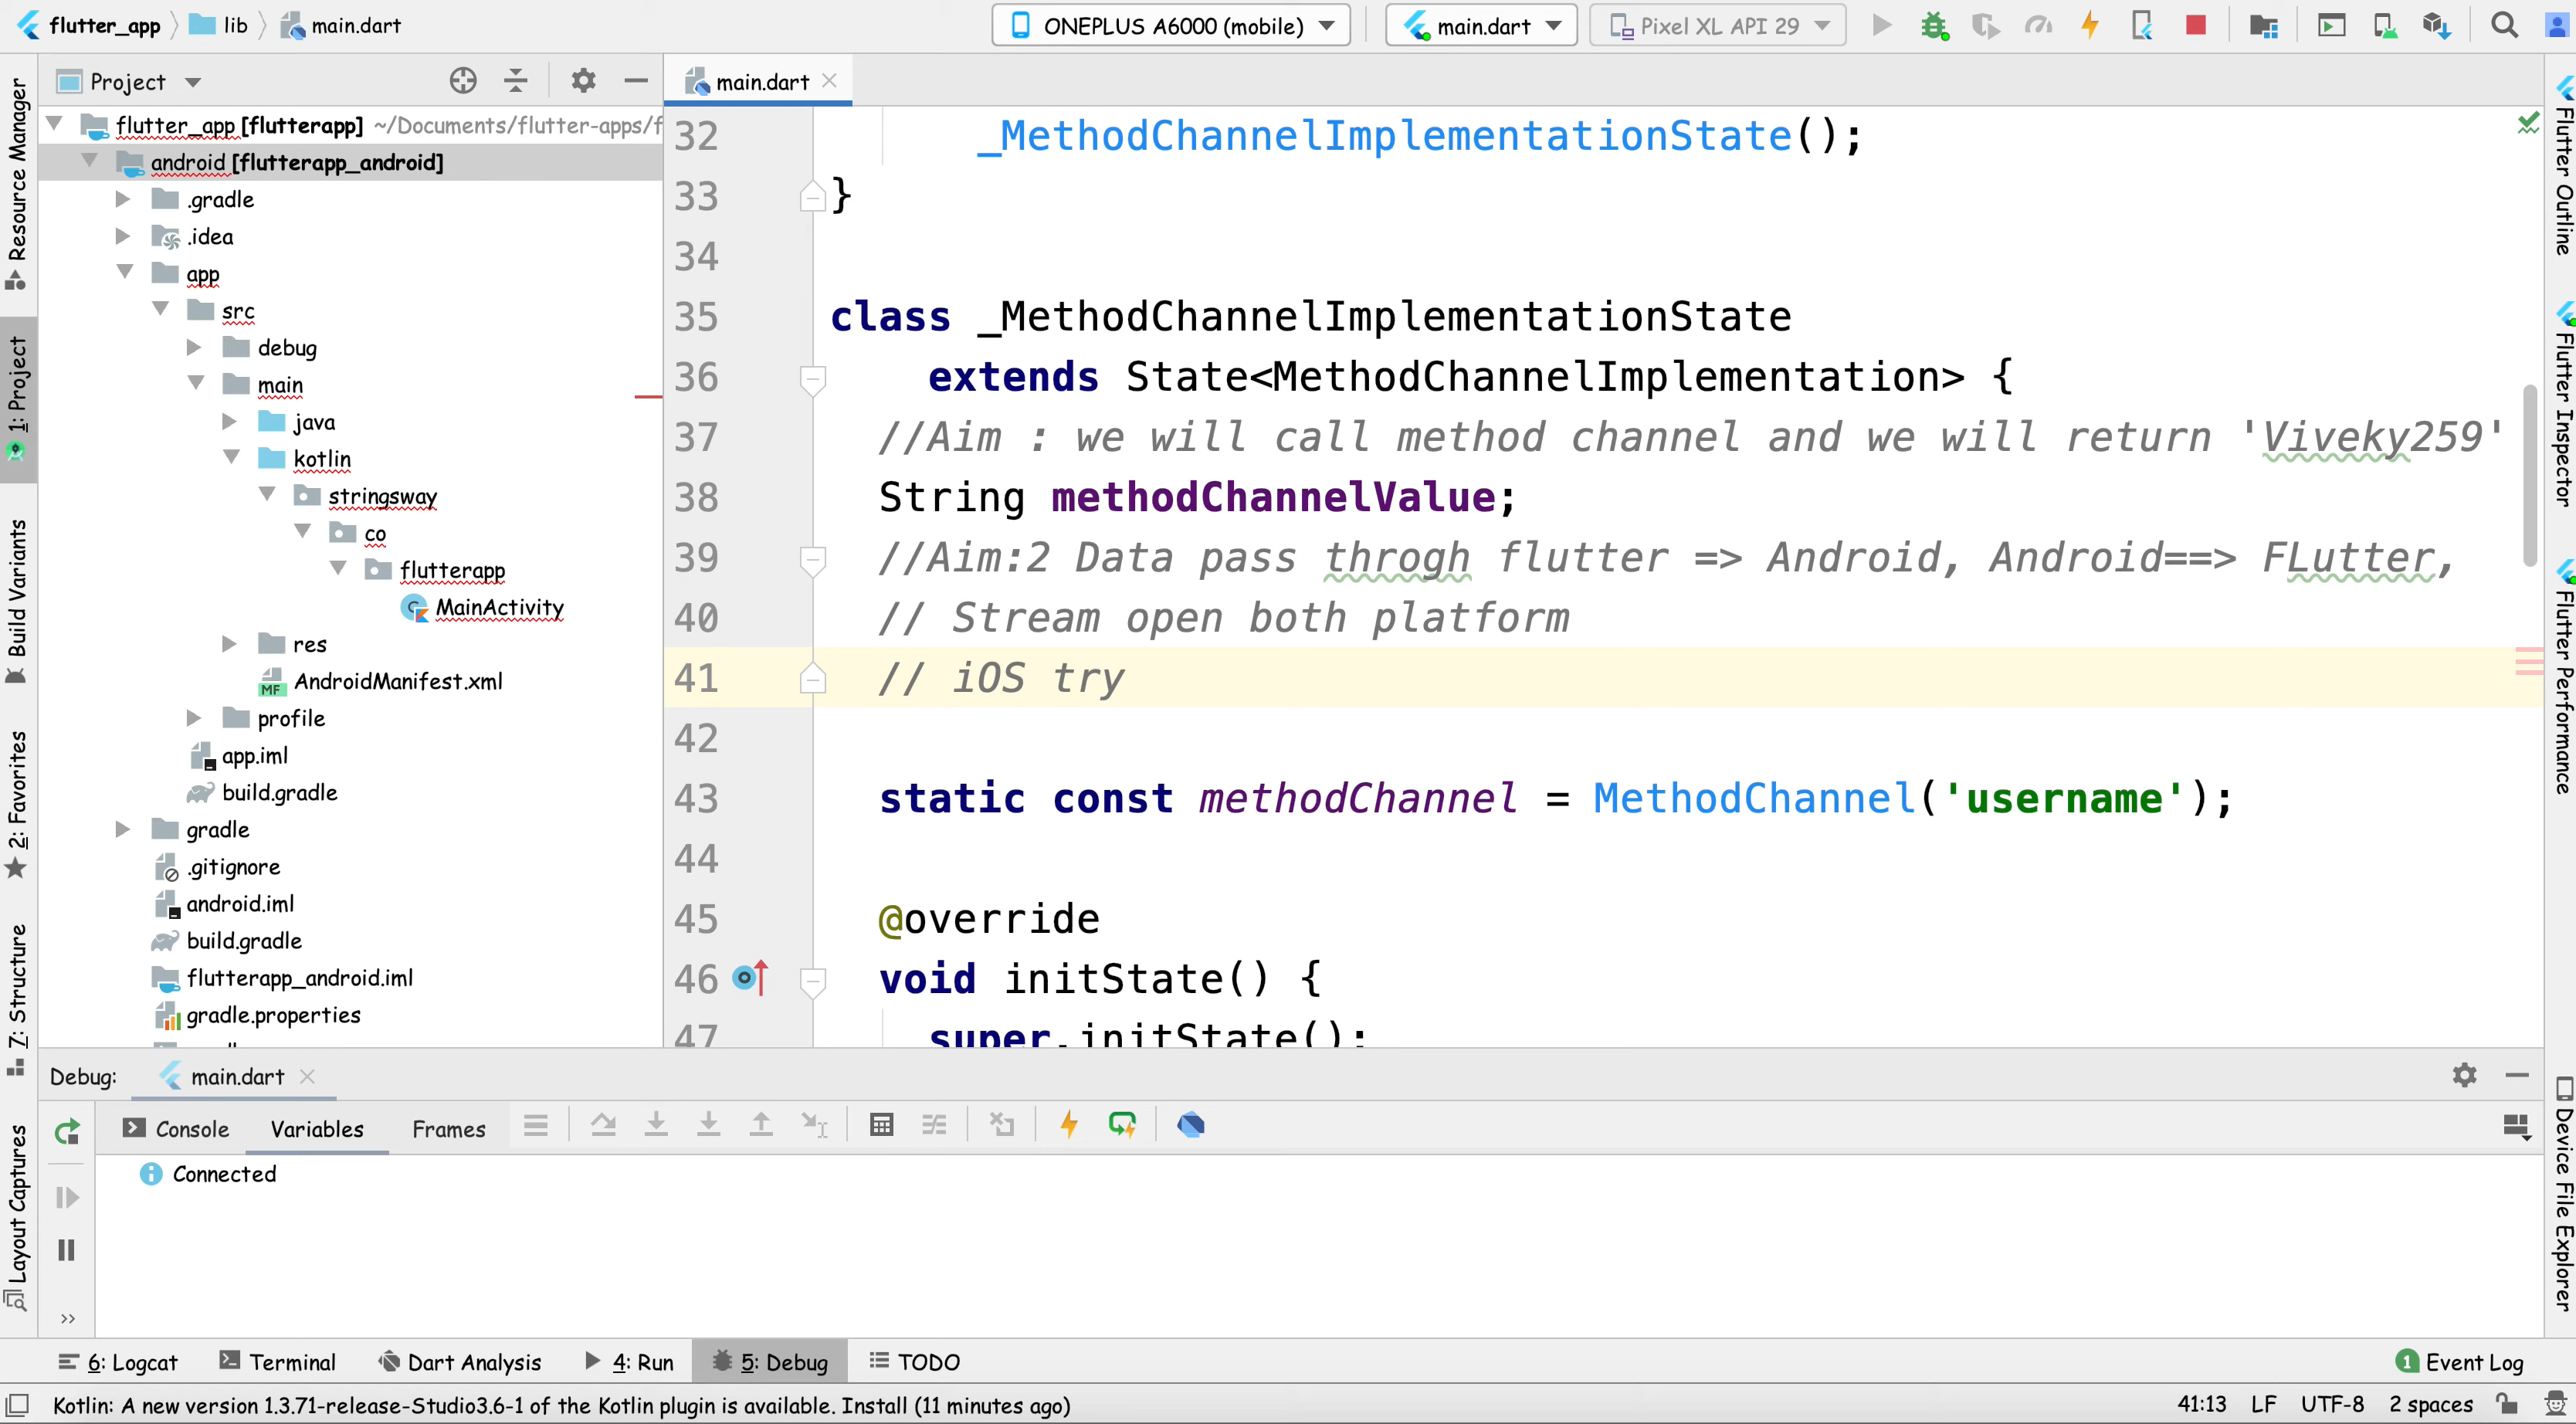 flutter_app lib main.dart ONEPLUS A6000 (mobile) main.dart Pixel XL API 29
Project
main.dart
Resource Manager
1: Project
Build Variants
2: Favorites
7: Structure
Layout Captures
flutter_app [flutterapp] ~/Documents/flutter-apps/f
android [flutterapp_android]
.gradle
.idea
app
src
debug
main
java
kotlin
stringsway
co
flutterapp
MainActivity
res
AndroidManifest.xml
profile
app.iml
build.gradle
gradle
.gitignore
android.iml
build.gradle
flutterapp_android.iml
gradle.properties
32 _MethodChannelImplementationState();
33 }
34
35 class _MethodChannelImplementationState
36 extends State<MethodChannelImplementation> {
37 //Aim : we will call method channel and we will return 'Viveky259'
38 String methodChannelValue;
39 //Aim:2 Data pass throgh flutter => Android, Android==> FLutter,
40 // Stream open both platform
41 // iOS try
42
43 static const methodChannel = MethodChannel('username');
44
45 @override
46 void initState() {
47 super.initState();
Flutter Outline
Flutter Inspector
Flutter Performance
Device File Explorer
Debug: main.dart
Console Variables Frames
Connected
6: Logcat Terminal Dart Analysis 4: Run 5: Debug TODO 1 Event Log
Kotlin: A new version 1.3.71-release-Studio3.6-1 of the Kotlin plugin is available. Install (11 minutes ago) 41:13 LF UTF-8 2 spaces